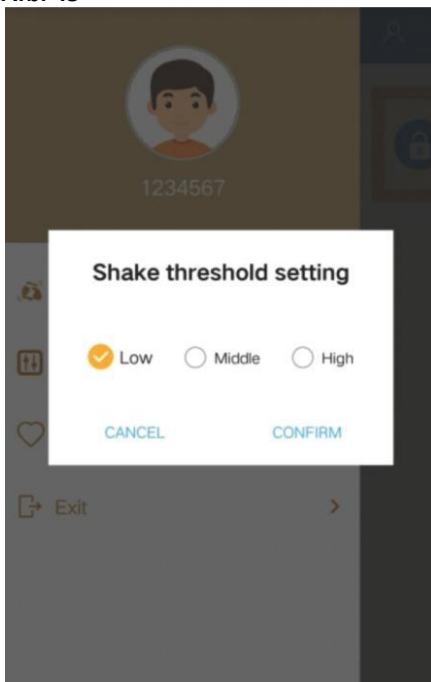 1234567
Shake threshold setting
Low Middle High
CANCEL CONFIRM
Exit